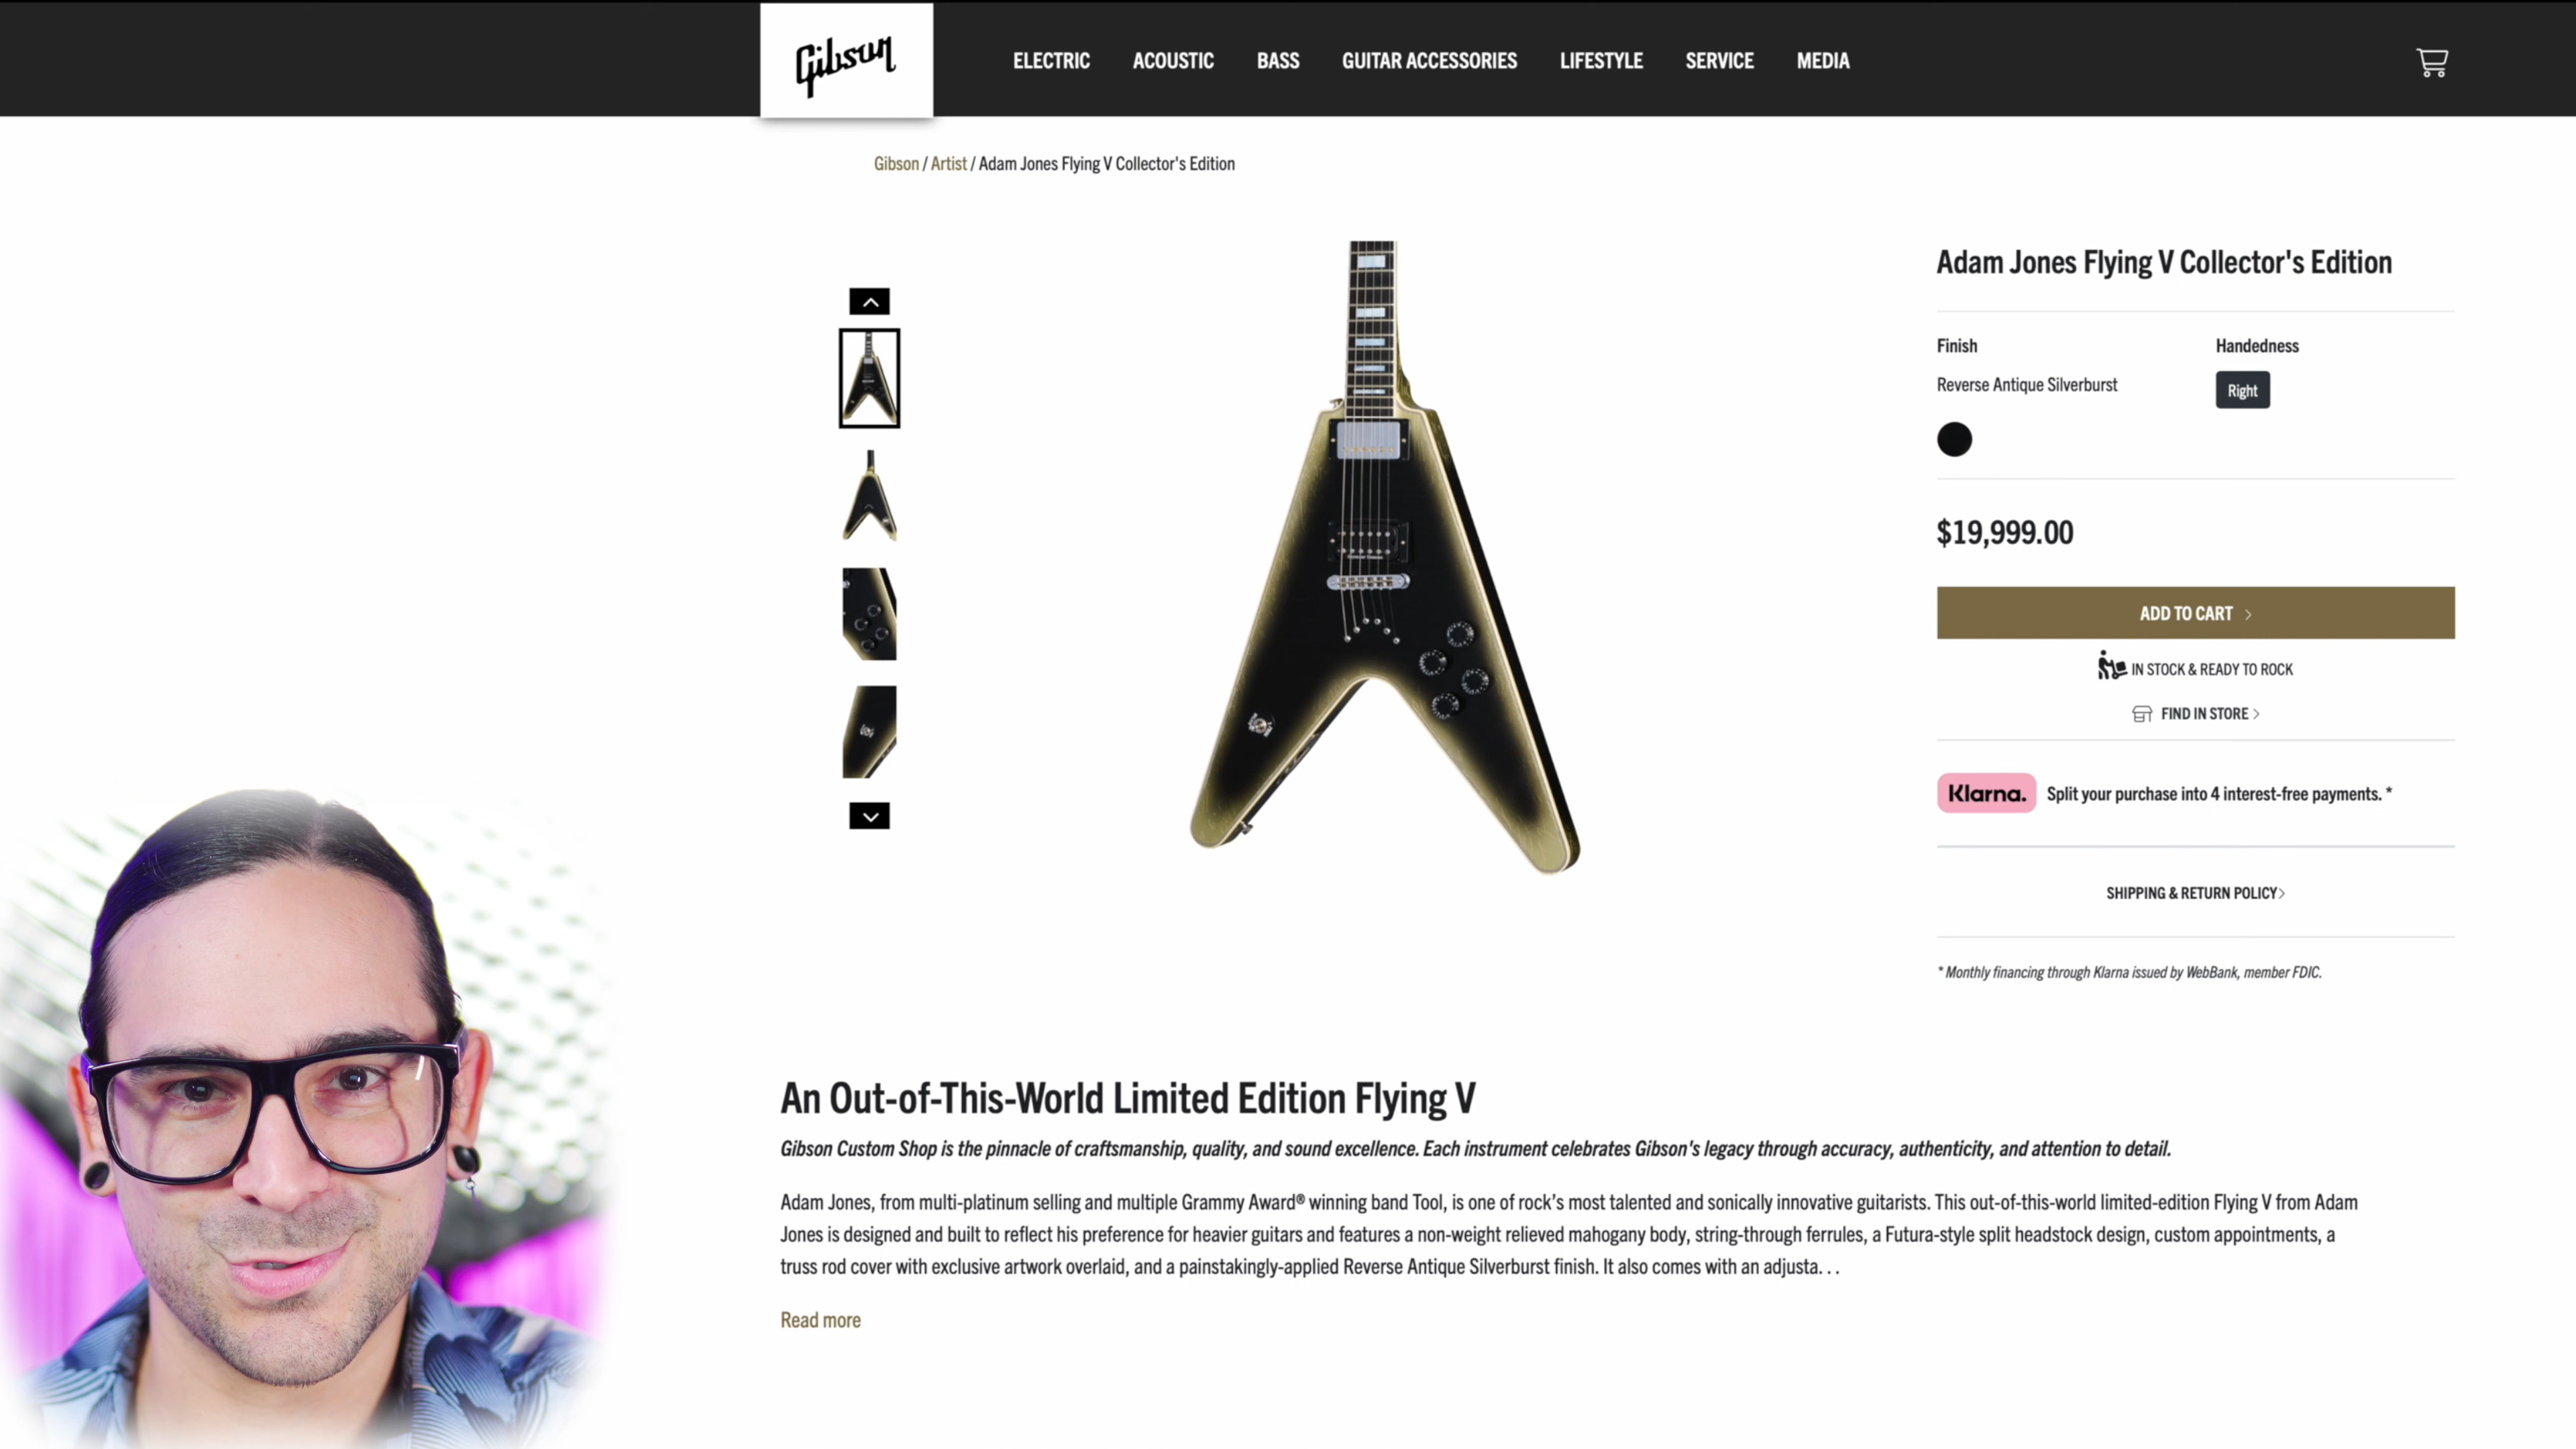 Gibson
ELECTRIC
ACOUSTIC
BASS
GUITAR ACCESSORIES
LIFESTYLE
SERVICE
MEDIA
Gibson / Artist / Adam Jones Flying V Collector's Edition
Adam Jones Flying V Collector's Edition
Finish
Handedness
Reverse Antique Silverburst
Right
$19,999.00
ADD TO CART
IN STOCK & READY TO ROCK
FIND IN STORE
Klarna.
Split your purchase into 4 interest-free payments. *
SHIPPING & RETURN POLICY
* Monthly financing through Klarna issued by WebBank, member FDIC.
An Out-of-This-World Limited Edition Flying V
Gibson Custom Shop is the pinnacle of craftsmanship, quality, and sound excellence. Each instrument celebrates Gibson's legacy through accuracy, authenticity, and attention to detail.
Adam Jones, from multi-platinum selling and multiple Grammy Award® winning band Tool, is one of rock's most talented and sonically innovative guitarists. This out-of-this-world limited-edition Flying V from Adam
Jones is designed and built to reflect his preference for heavier guitars and features a non-weight relieved mahogany body, string-through ferrules, a Futura-style split headstock design, custom appointments, a
truss rod cover with exclusive artwork overlaid, and a painstakingly-applied Reverse Antique Silverburst finish. It also comes with an adjusta. . .
Read more